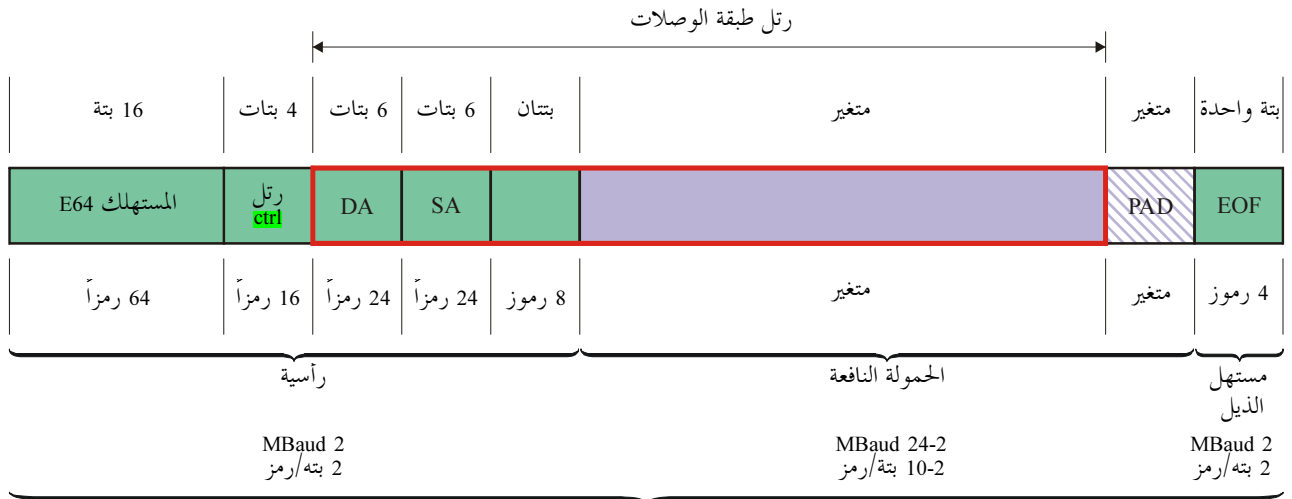 رتل طبقة الوصلات
16 بتة
4 بتات
6 بتات
6 بتات
بتتان
متغير
متغير
بتة واحدة
المستهلك E64
رتل
ctrl
DA
SA
PAD
EOF
64 رمزاً
16 رمزاً
24 رمزاً
24 رمزاً
8 رموز
متغير
متغير
4 رموز
رأسية
الحمولة النافعة
مستهل
الذيل
MBaud 2
2 بته/رمز
MBaud 24-2
10-2 بتة/رمز
MBaud 2
2 بته/رمز